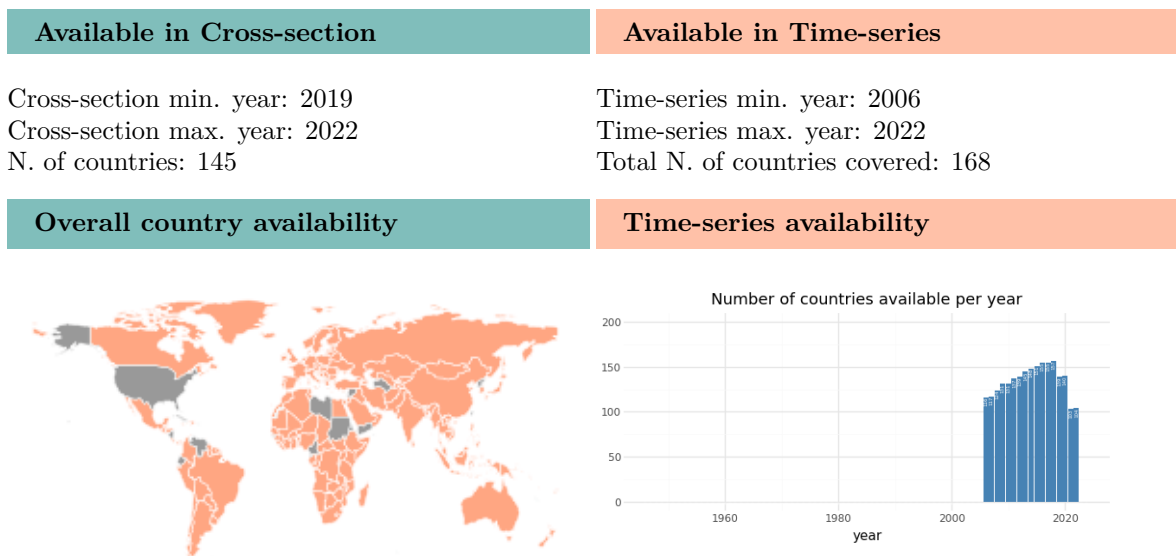 Available in Cross-section
Available in Time-series
Cross-section min. year: 2019
Cross-section max. year: 2022
N. of countries: 145
Time-series min. year: 2006
Time-series max. year: 2022
Total N. of countries covered: 168
Overall country availability
Time-series availability
Number of countries available per year
200
150
100
50
0
1960
1980
2000
2020
year